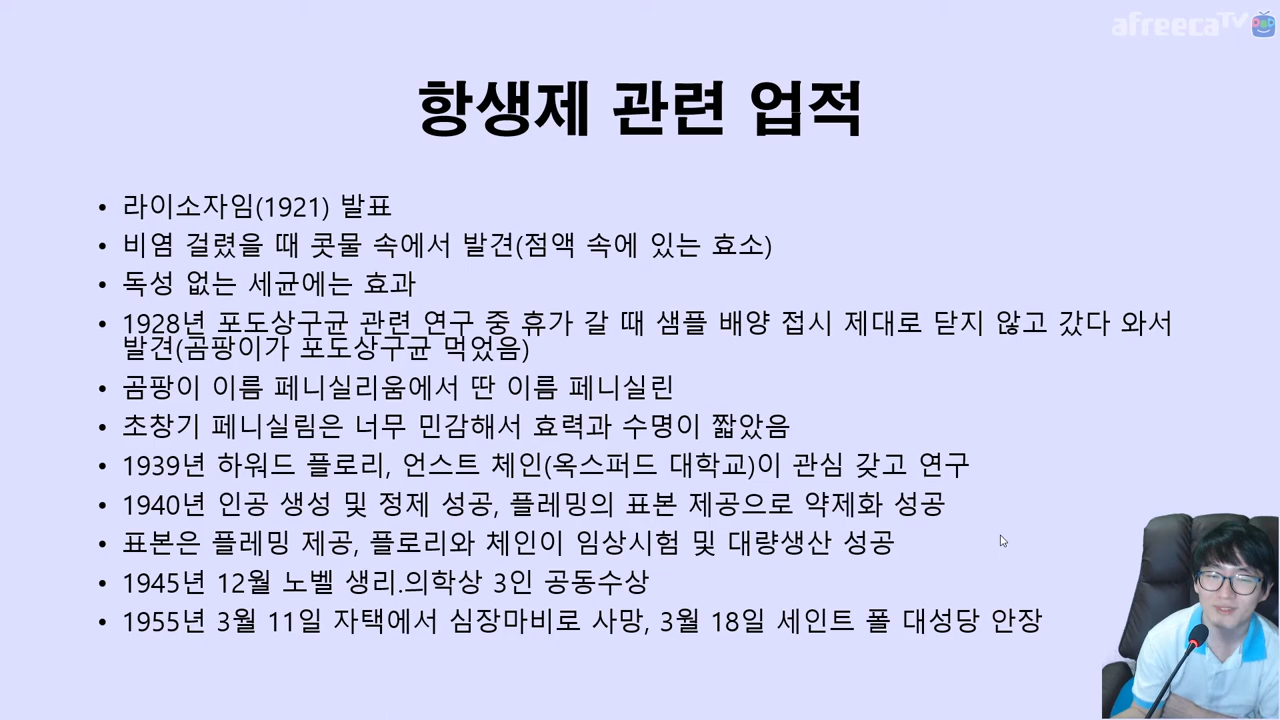 afreecaTV
항생제 관련 업적
• 라이소자임(1921) 발표
• 비염 걸렸을 때 콧물 속에서 발견(점액 속에 있는 효소)
• 독성 없는 세균에는 효과
• 1928년 포도상구균 관련 연구 중 휴가 갈 때 샘플 배양 접시 제대로 닫지 않고 갔다 와서
발견(곰팡이가 포도상구균 먹었음)
• 곰팡이 이름 페니실리움에서 딴 이름 페니실린
• 초창기 페니실림은 너무 민감해서 효력과 수명이 짧았음
• 1939년 하워드 플로리, 언스트 체인(옥스퍼드 대학교)이 관심 갖고 연구
• 1940년 인공 생성 및 정제 성공, 플레밍의 표본 제공으로 약제화 성공
• 표본은 플레밍 제공, 플로리와 체인이 임상시험 및 대량생산 성공
• 1945년 12월 노벨 생리.의학상 3인 공동수상
• 1955년 3월 11일 자택에서 심장마비로 사망, 3월 18일 세인트 폴 대성당 안장